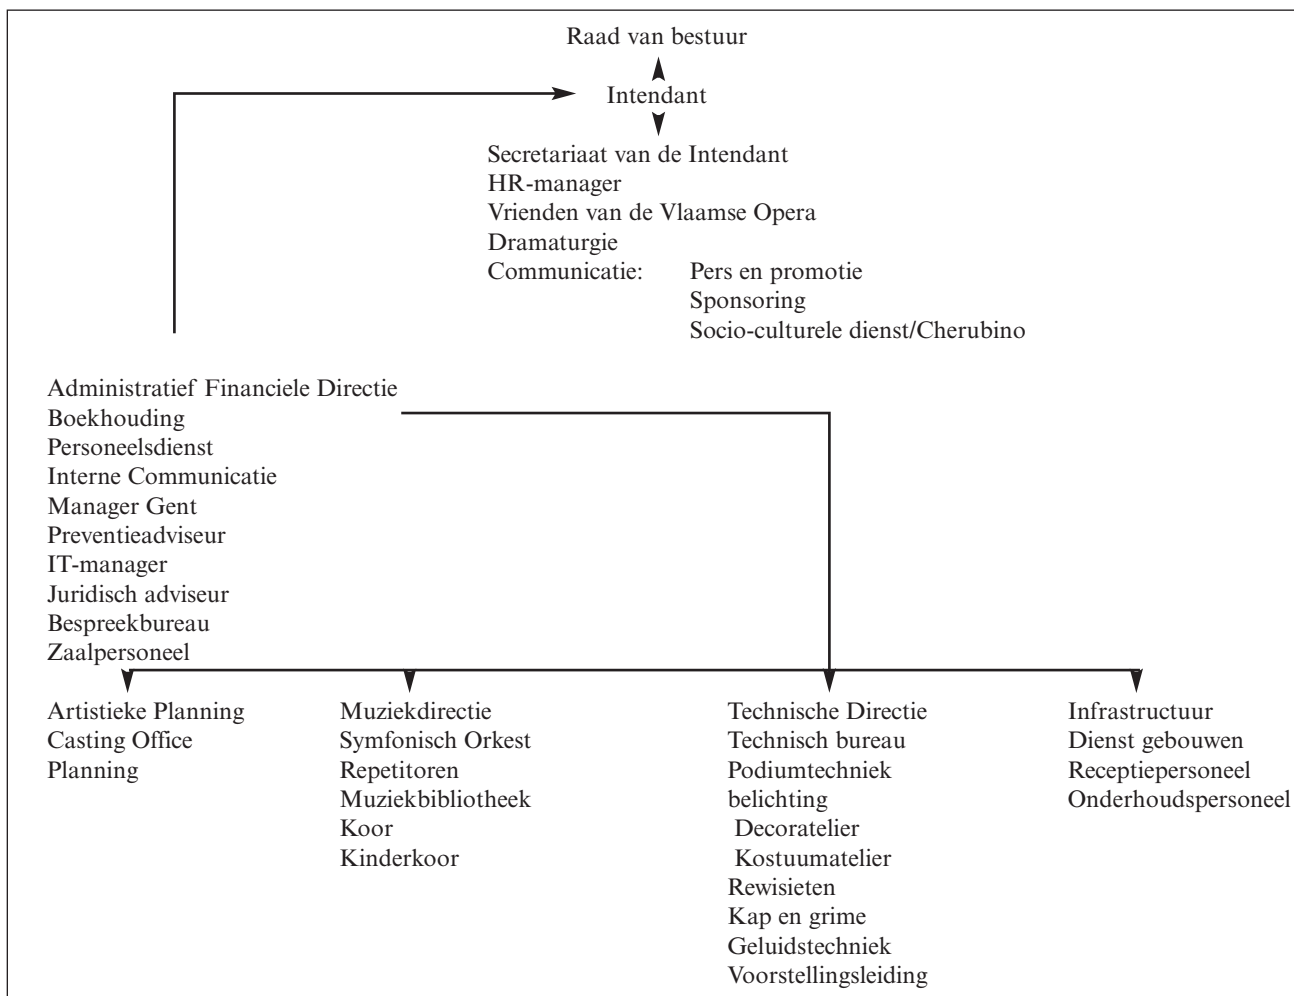 Raad van bestuur
Intendant
Secretariaat van de Intendant
HR-manager
Vrienden van de Vlaamse Opera
Dramaturgie
Communicatie: Pers en promotie
Sponsoring
Socio-culturele dienst/Cherubino
Administratief Financiele Directie
Boekhouding
Personeelsdienst
Interne Communicatie
Manager Gent
Preventieadviseur
IT-manager
Juridisch adviseur
Bespreekbureau
Zaalpersoneel
Artistieke Planning
Casting Office
Planning
Muziekdirectie
Symfonisch Orkest
Repetitoren
Muziekbibliotheek
Koor
Kinderkoor
Technische Directie
Technisch bureau
Podiumtechniek
belichting
Decoratelier
Kostuumatelier
Rewisieten
Kap en grime
Geluidstechniek
Voorstellingsleiding
Infrastructuur
Dienst gebouwen
Receptiepersoneel
Onderhoudspersoneel